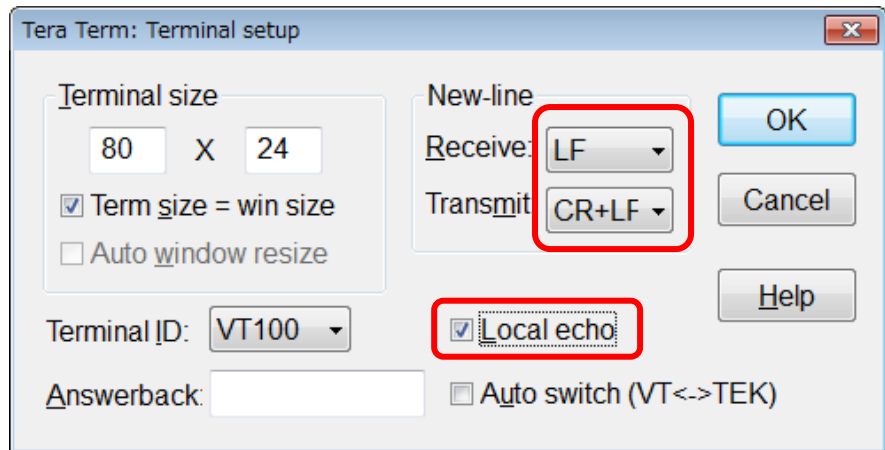 Tera Term: Terminal setup
Terminal size
80 X 24
Term size = win size
Auto window resize
New-line
Receive: LF
Transmit CR+LF
OK
Cancel
Help
Terminal ID: VT100
Local echo
Answerback:
Auto switch (VT<->TEK)